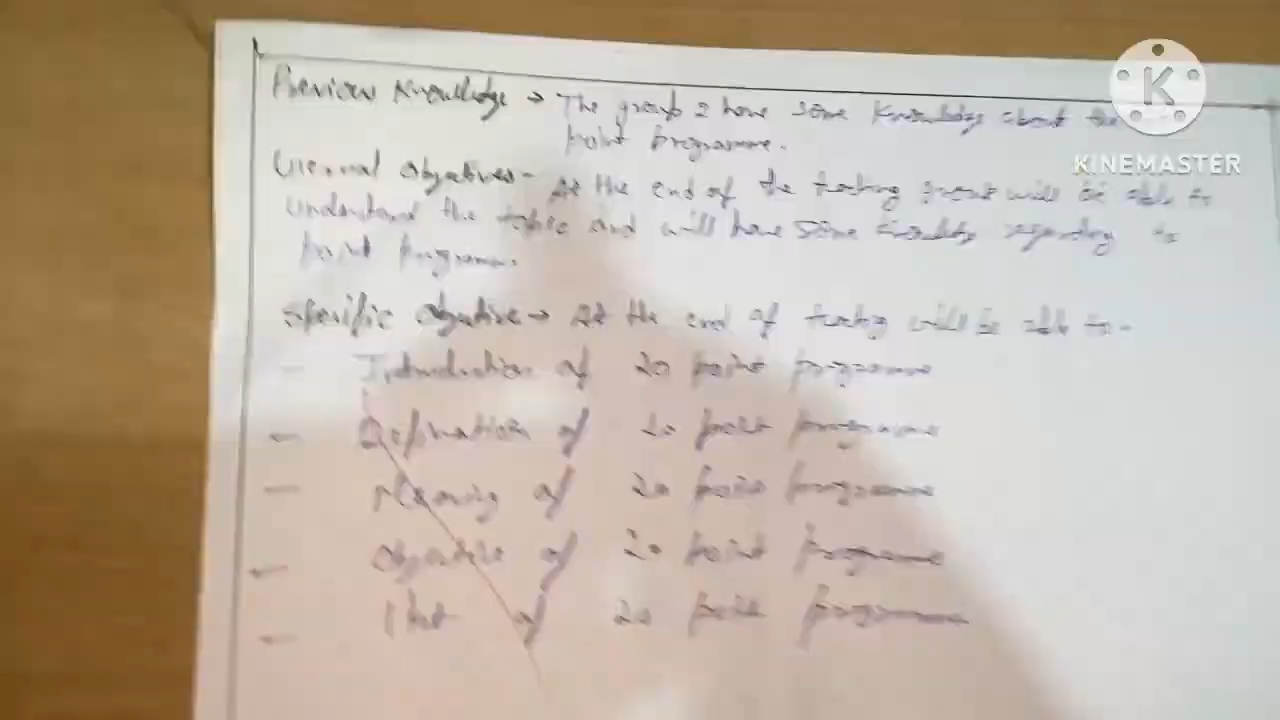 Previous Knowledge → The group 2 have some knowledge about the
point programme.
General objectives - At the end of the teaching group will be able to
understand the topic and will have some knowledge regarding 20
point programme.
Specific objective → At the end of teaching will be able to -
- Introduction of 20 point programme
- Defination of 20 point programme
- Meaning of 20 point programme
- objective of 20 point programme
- of 20 point programme
KINEMASTER